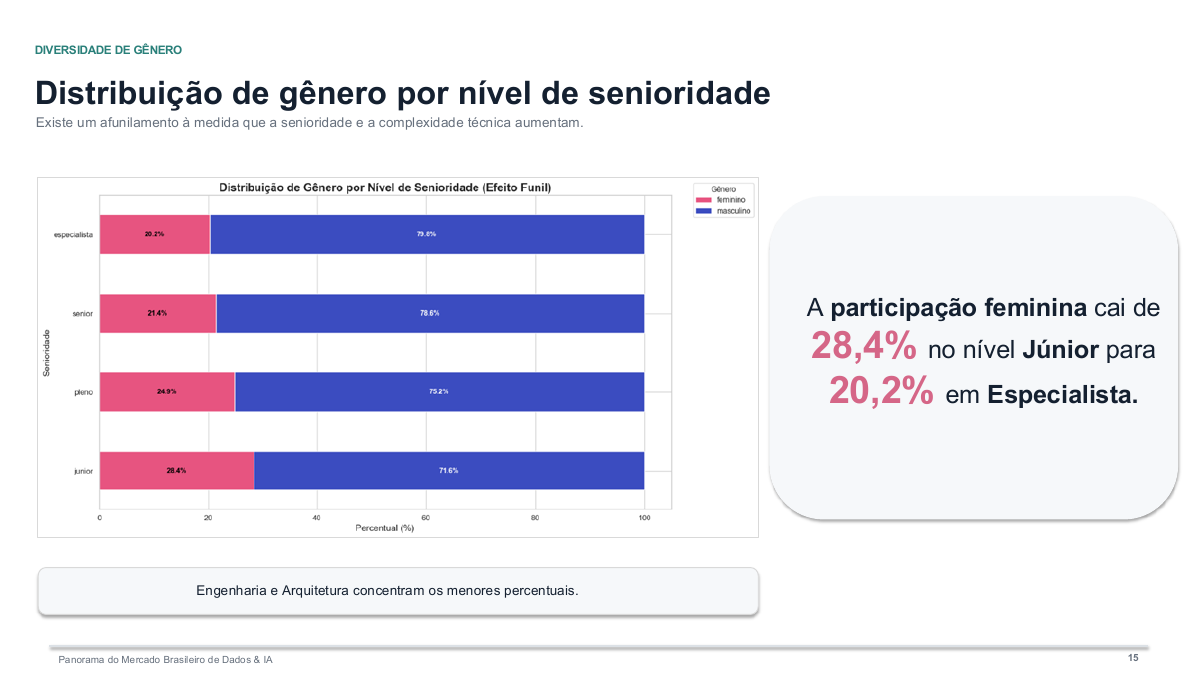 DIVERSIDADE DE GÊNERO
Distribuição de gênero por nível de senioridade
Existe um afunilamento à medida que a senioridade e a complexidade técnica aumentam.
Distribuição de Gênero por Nível de Senioridade (Efeito Funil)
Gênero
feminino
masculino
especialista
20.2%
79.8%
senior
21.4%
78.6%
pleno
24.9%
75.2%
junior
28.4%
71.6%
Senioridade
0 20 40 60 80 100
Percentual (%)
A participação feminina cai de
28,4% no nível Júnior para
20,2% em Especialista.
Engenharia e Arquitetura concentram os menores percentuais.
Panorama do Mercado Brasileiro de Dados & IA
15